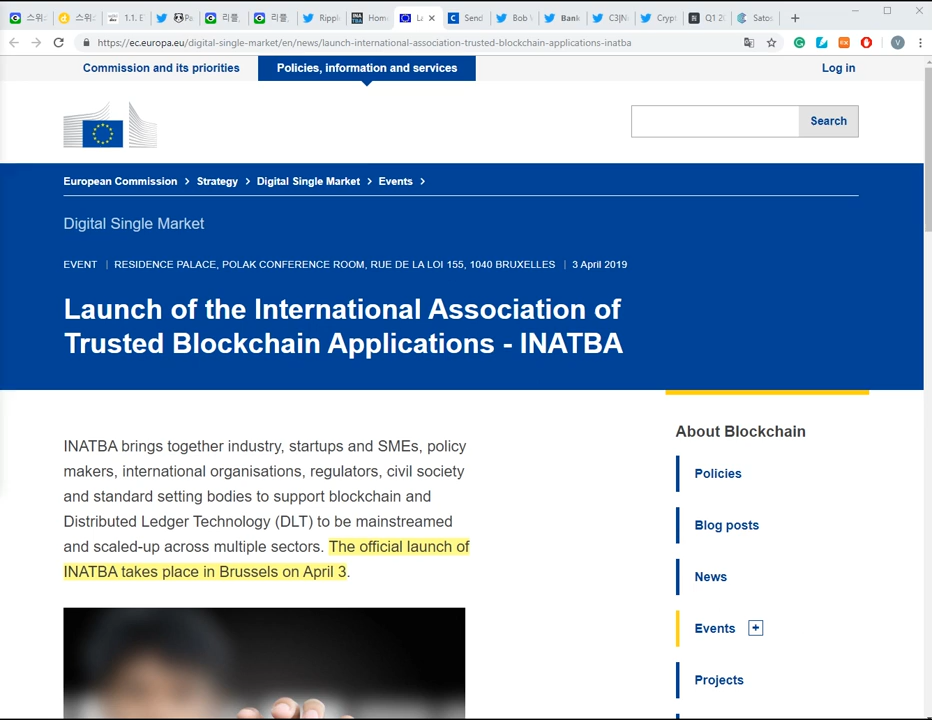 스위:
스위:
1.1. E
Pa
리플,
리플,
Rippl
Hom
La
Send
Bob
Bank
C3|N
Cryp
Q1 2
Satos
https://ec.europa.eu/digital-single-market/en/news/launch-international-association-trusted-blockchain-applications-inatba
Commission and its priorities
Policies, information and services
Log in
Search
European Commission > Strategy > Digital Single Market > Events >
Digital Single Market
EVENT | RESIDENCE PALACE, POLAK CONFERENCE ROOM, RUE DE LA LOI 155, 1040 BRUXELLES | 3 April 2019
Launch of the International Association of
Trusted Blockchain Applications - INATBA
INATBA brings together industry, startups and SMEs, policy
makers, international organisations, regulators, civil society
and standard setting bodies to support blockchain and
Distributed Ledger Technology (DLT) to be mainstreamed
and scaled-up across multiple sectors. The official launch of
INATBA takes place in Brussels on April 3.
About Blockchain
Policies
Blog posts
News
Events +
Projects